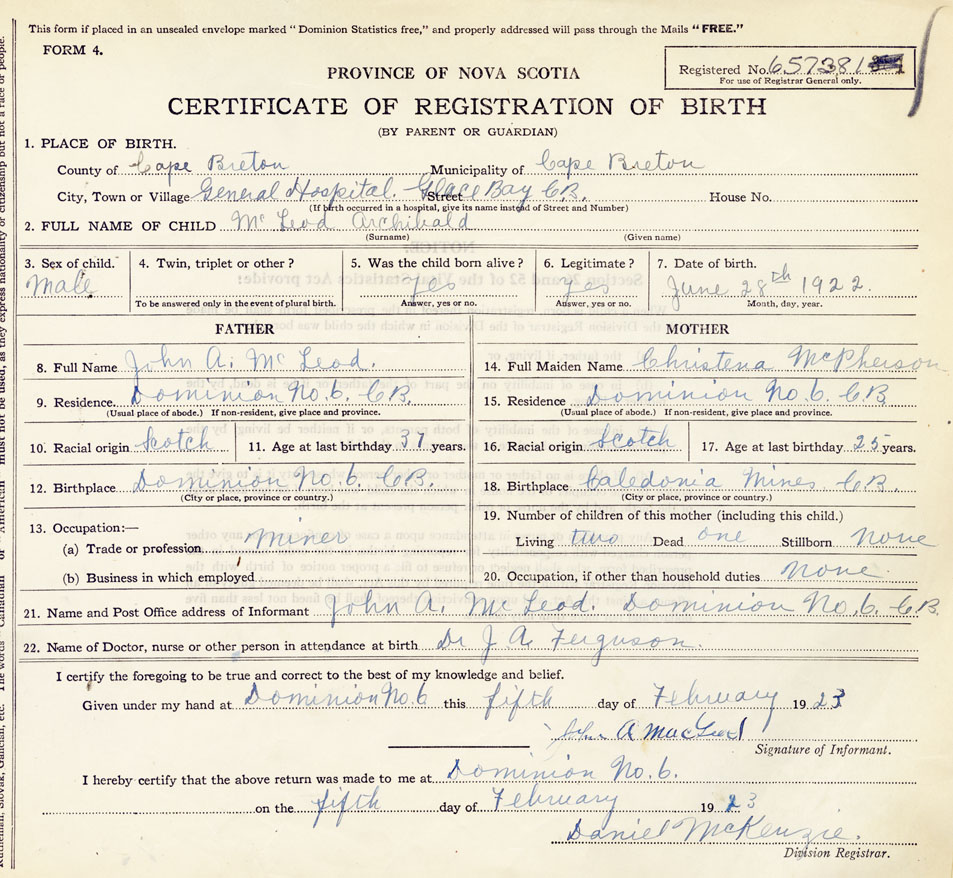 This form if placed in an unsealed envelope marked "Dominion Statistics free," and properly addressed will pass through the Mails "FREE."
FORM 4.
Registered No. 657381
For use of Registrar General only.
PROVINCE OF NOVA SCOTIA
CERTIFICATE OF REGISTRATION OF BIRTH
(BY PARENT OR GUARDIAN)
1. PLACE OF BIRTH.
County of Cape Breton Municipality of Cape Breton
City, Town or Village General Hospital Street Glace Bay C.B. House No.
(If birth occurred in a hospital, give its name instead of Street and Number)
2. FULL NAME OF CHILD McLeod Archibald
(Surname) (Given name)
3. Sex of child. Male
4. Twin, triplet or other?
To be answered only in the event of plural birth.
5. Was the child born alive? yes
Answer, yes or no.
6. Legitimate? yes
Answer, yes or no.
7. Date of birth. June 28th 1922.
Month, day, year.
FATHER
8. Full Name John A. McLeod.
9. Residence. Dominion No. 6. C.B.
(Usual place of abode.) If non-resident, give place and province.
10. Racial origin Scotch 11. Age at last birthday 37 years.
12. Birthplace Dominion No. 6. C.B.
(City or place, province or country.)
13. Occupation:—
(a) Trade or profession miner
(b) Business in which employed
MOTHER
14. Full Maiden Name Christena McPherson
15. Residence Dominion No. 6. C.B.
(Usual place of abode.) If non-resident, give place and province.
16. Racial origin Scotch 17. Age at last birthday 25 years.
18. Birthplace Caledonia Mines C.B.
(City or place, province or country.)
19. Number of children of this mother (including this child.)
Living two Dead one Stillborn none
20. Occupation, if other than household duties none.
21. Name and Post Office address of Informant John A. McLeod. Dominion No. 6. C.B.
22. Name of Doctor, nurse or other person in attendance at birth Dr J. A. Ferguson.
I certify the foregoing to be true and correct to the best of my knowledge and belief.
Given under my hand at Dominion No. 6 this fifth day of February 1923
John A MacLeod
Signature of Informant.
I hereby certify that the above return was made to me at Dominion No. 6.
on the fifth day of February 1923
Daniel McKenzie.
Division Registrar.